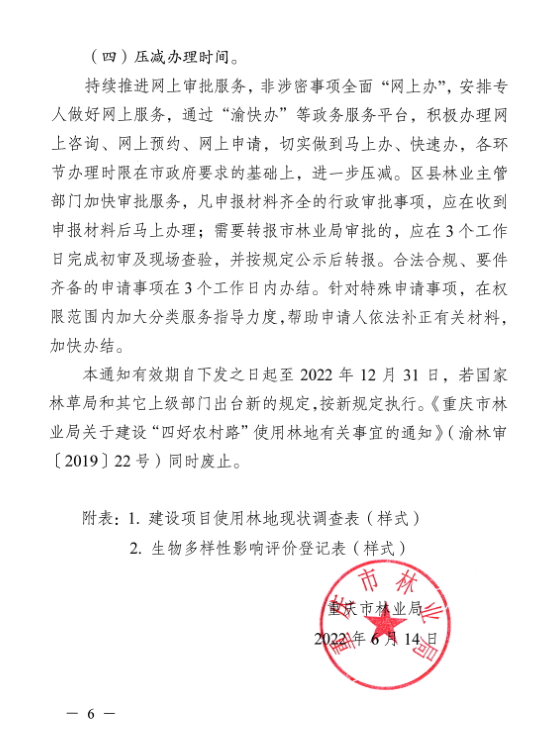 （四）压减办理时间。
持续推进网上审批服务，非涉密事项全面“网上办”，安排专
人做好网上服务，通过“渝快办”等政务服务平台，积极办理网
上咨询、网上预约、网上申请，切实做到马上办、快速办，各环
节办理时限在市政府要求的基础上，进一步压减。区县林业主管
部门加快审批服务，凡申报材料齐全的行政审批事项，应在收到
申报材料后马上办理；需要转报市林业局审批的，应在 3 个工作
日完成初审及现场查验，并按规定公示后转报。合法合规、要件
齐备的申请事项在 3 个工作日内办结。针对特殊申请事项，在权
限范围内加大分类服务指导力度，帮助申请人依法补正有关材料，
加快办结。
本通知有效期自下发之日起至 2022 年 12 月 31 日，若国家
林草局和其它上级部门出台新的规定，按新规定执行。《重庆市林
业局关于建设“四好农村路”使用林地有关事宜的通知》（渝林审
〔2019〕22 号）同时废止。
附表：1. 建设项目使用林地现状调查表（样式）
2. 生物多样性影响评价登记表（样式）
重庆市林业局
2022 年 6 月 14 日
重庆市林业局
— 6 —